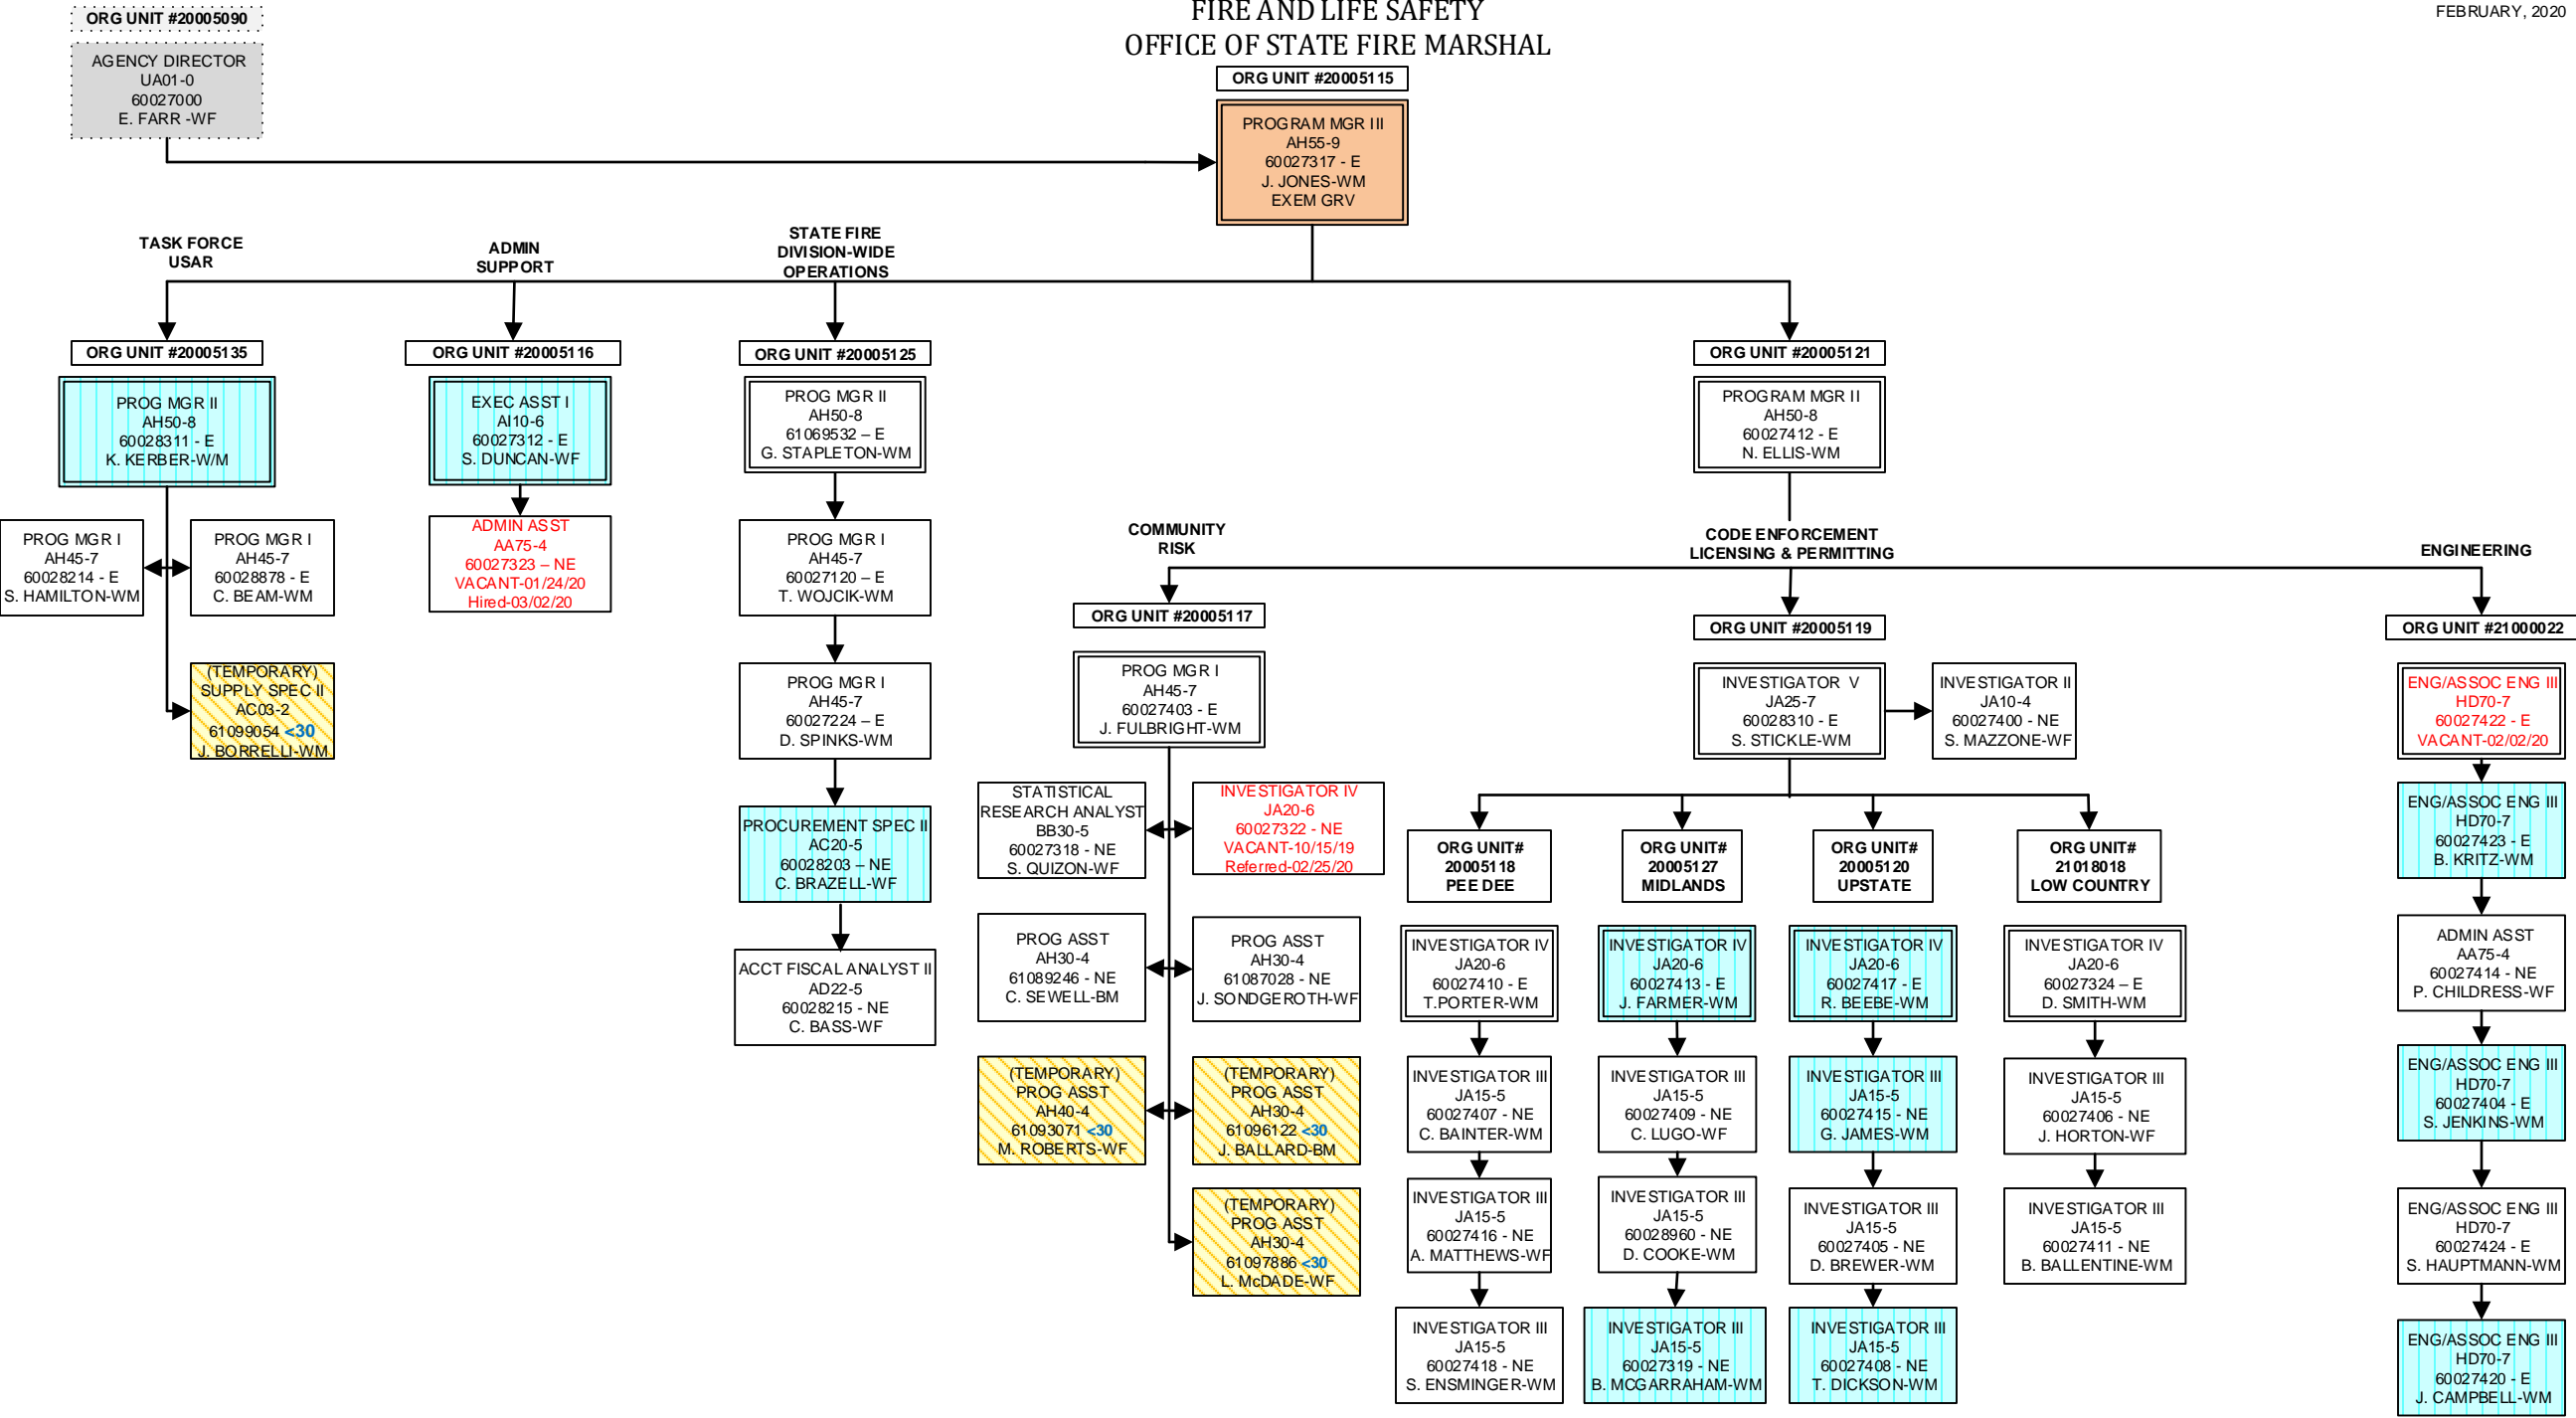 ORG UNIT #20005090
AGENCY DIRECTOR
UA01-0
60027000
E. FARR -WF
FIRE AND LIFE SAFETY
OFFICE OF STATE FIRE MARSHAL
FEBRUARY, 2020
ORG UNIT #20005115
PROGRAM MGR III
AH55-9
60027317 - E
J. JONES-WM
EXEM GRV
TASK FORCE
USAR
ADMIN
SUPPORT
STATE FIRE
DIVISION-WIDE
OPERATIONS
ORG UNIT #20005135
PROG MGR II
AH50-8
60028311 - E
K. KERBER-W/M
PROG MGR I
AH45-7
60028214 - E
S. HAMILTON-WM
PROG MGR I
AH45-7
60028878 - E
C. BEAM-WM
(TEMPORARY)
SUPPLY SPEC II
AC03-2
61099054 <30
J. BORRELLI-WM
ORG UNIT #20005116
EXEC ASST I
AI10-6
60027312 - E
S. DUNCAN-WF
ADMIN ASST
AA75-4
60027323 – NE
VACANT-01/24/20
Hired-03/02/20
ORG UNIT #20005125
PROG MGR II
AH50-8
61069532 – E
G. STAPLETON-WM
PROG MGR I
AH45-7
60027120 – E
T. WOJCIK-WM
PROG MGR I
AH45-7
60027224 – E
D. SPINKS-WM
PROCUREMENT SPEC II
AC20-5
60028203 – NE
C. BRAZELL-WF
ACCT FISCAL ANALYST II
AD22-5
60028215 - NE
C. BASS-WF
ORG UNIT #20005121
PROGRAM MGR II
AH50-8
60027412 - E
N. ELLIS-WM
COMMUNITY
RISK
CODE ENFORCEMENT
LICENSING & PERMITTING
ENGINEERING
ORG UNIT #20005117
PROG MGR I
AH45-7
60027403 - E
J. FULBRIGHT-WM
STATISTICAL
RESEARCH ANALYST
BB30-5
60027318 - NE
S. QUIZON-WF
INVESTIGATOR IV
JA20-6
60027322 - NE
VACANT-10/15/19
Referred-02/25/20
PROG ASST
AH30-4
61089246 - NE
C. SEWELL-BM
PROG ASST
AH30-4
61087028 - NE
J. SONDGEROTH-WF
(TEMPORARY)
PROG ASST
AH40-4
61093071 <30
M. ROBERTS-WF
(TEMPORARY)
PROG ASST
AH30-4
61096122 <30
J. BALLARD-BM
(TEMPORARY)
PROG ASST
AH30-4
61097886 <30
L. McDADE-WF
ORG UNIT #20005119
INVESTIGATOR V
JA25-7
60028310 - E
S. STICKLE-WM
INVESTIGATOR II
JA10-4
60027400 - NE
S. MAZZONE-WF
ORG UNIT#
20005118
PEE DEE
INVESTIGATOR IV
JA20-6
60027410 - E
T.PORTER-WM
INVESTIGATOR III
JA15-5
60027407 - NE
C. BAINTER-WM
INVESTIGATOR III
JA15-5
60027416 - NE
A. MATTHEWS-WF
INVESTIGATOR III
JA15-5
60027418 - NE
S. ENSMINGER-WM
ORG UNIT#
20005127
MIDLANDS
INVESTIGATOR IV
JA20-6
60027413 - E
J. FARMER-WM
INVESTIGATOR III
JA15-5
60027409 - NE
C. LUGO-WF
INVESTIGATOR III
JA15-5
60028960 - NE
D. COOKE-WM
INVESTIGATOR III
JA15-5
60027319 - NE
B. MCGARRAHAM-WM
ORG UNIT#
20005120
UPSTATE
INVESTIGATOR IV
JA20-6
60027417 - E
R. BEEBE-WM
INVESTIGATOR III
JA15-5
60027415 - NE
G. JAMES-WM
INVESTIGATOR III
JA15-5
60027405 - NE
D. BREWER-WM
INVESTIGATOR III
JA15-5
60027408 - NE
T. DICKSON-WM
ORG UNIT#
21018018
LOW COUNTRY
INVESTIGATOR IV
JA20-6
60027324 – E
D. SMITH-WM
INVESTIGATOR III
JA15-5
60027406 - NE
J. HORTON-WF
INVESTIGATOR III
JA15-5
60027411 - NE
B. BALLENTINE-WM
ORG UNIT #21000022
ENG/ASSOC ENG III
HD70-7
60027422 - E
VACANT-02/02/20
ENG/ASSOC ENG III
HD70-7
60027423 - E
B. KRITZ-WM
ADMIN ASST
AA75-4
60027414 - NE
P. CHILDRESS-WF
ENG/ASSOC ENG III
HD70-7
60027404 - E
S. JENKINS-WM
ENG/ASSOC ENG III
HD70-7
60027424 - E
S. HAUPTMANN-WM
ENG/ASSOC ENG III
HD70-7
60027420 - E
J. CAMPBELL-WM